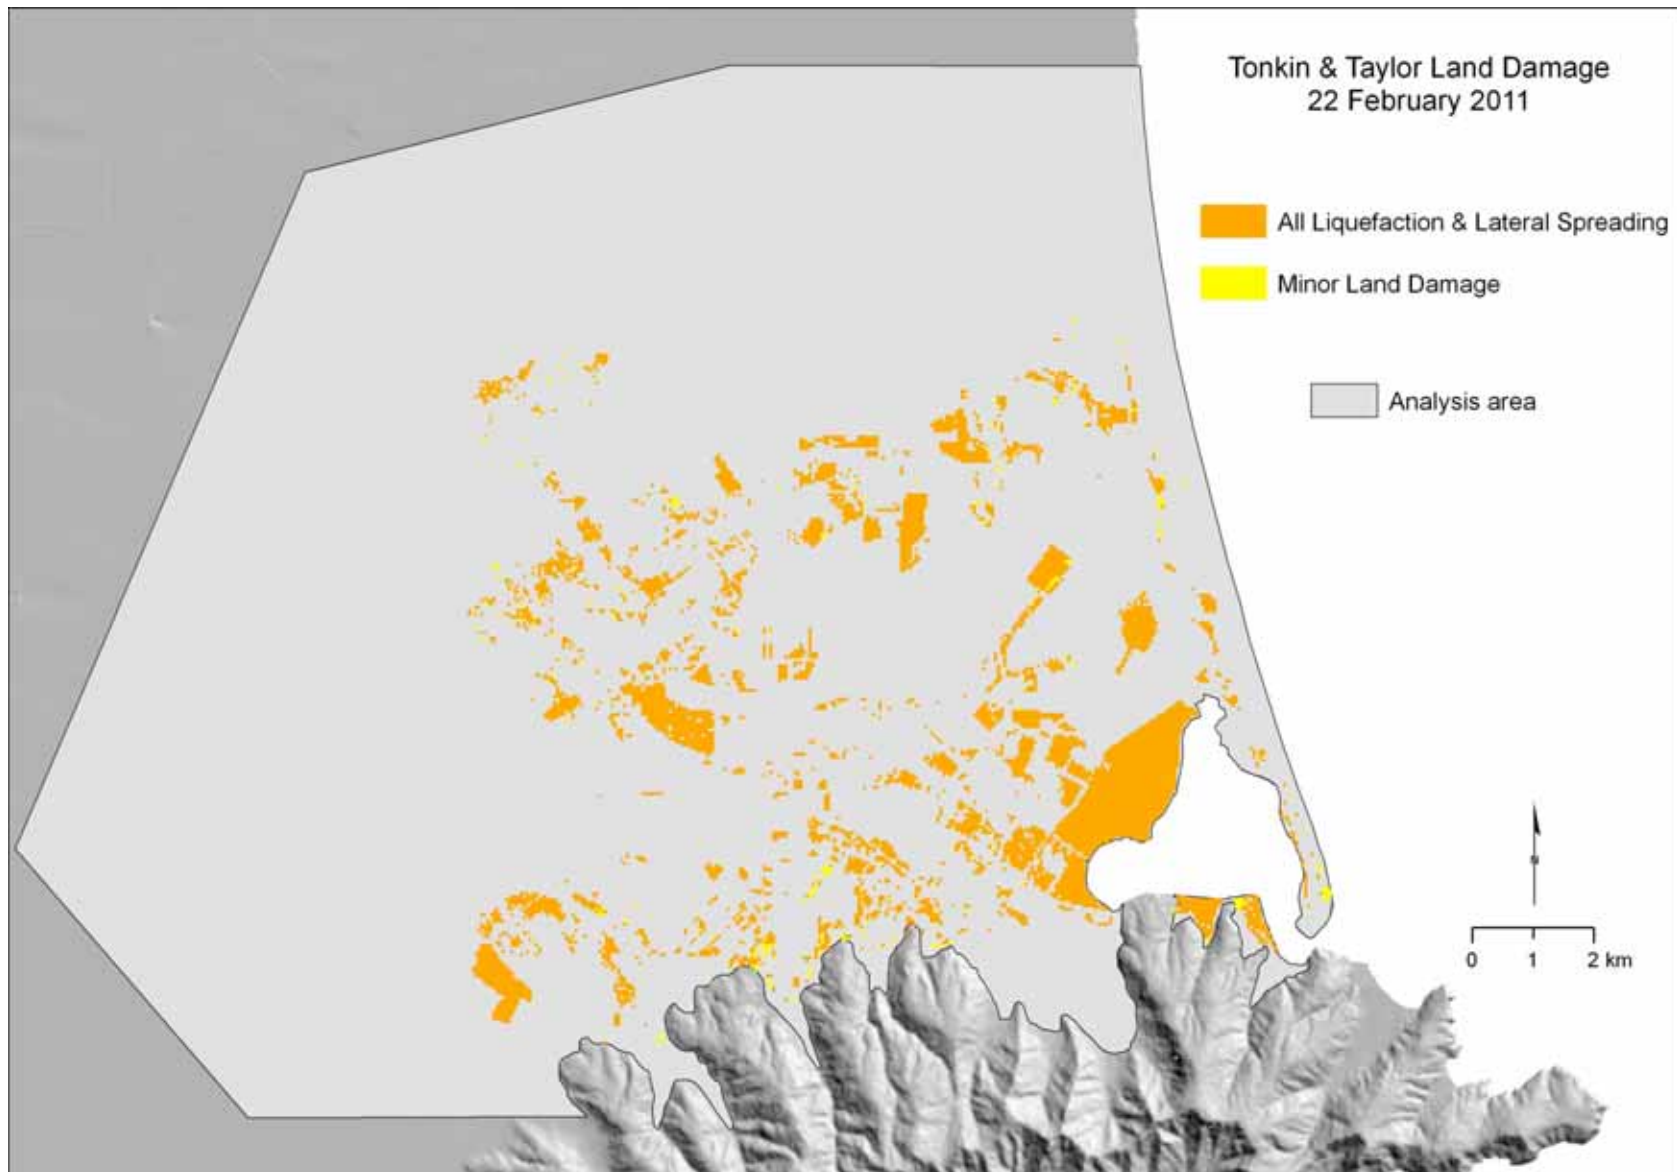 Tonkin & Taylor Land Damage
22 February 2011
All Liquefaction & Lateral Spreading
Minor Land Damage
Analysis area
N
0 1 2 km